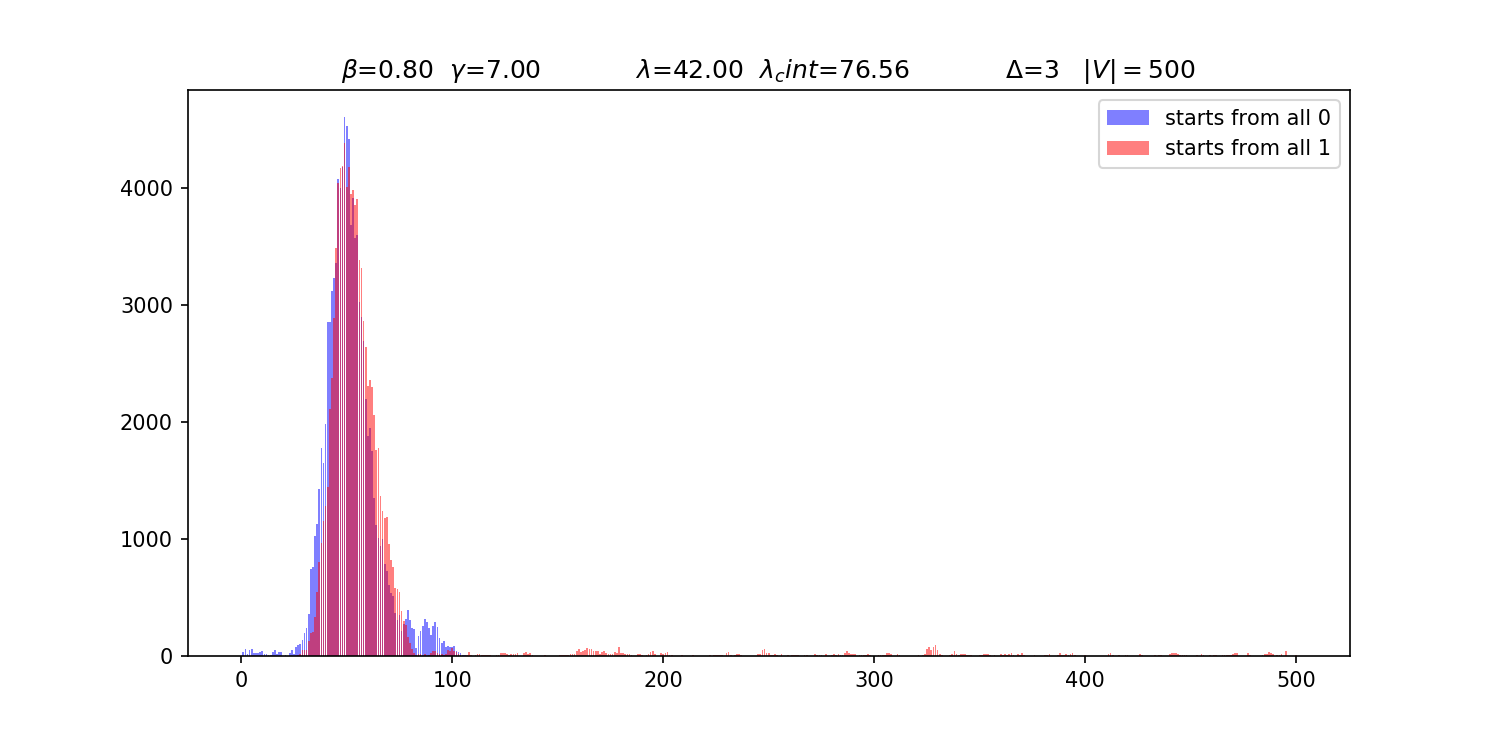 β=0.80 γ=7.00 λ=42.00 λ_cint=76.56 Δ=3 |V| = 500
starts from all 0
starts from all 1
4000
3000
2000
1000
0
0 100 200 300 400 500